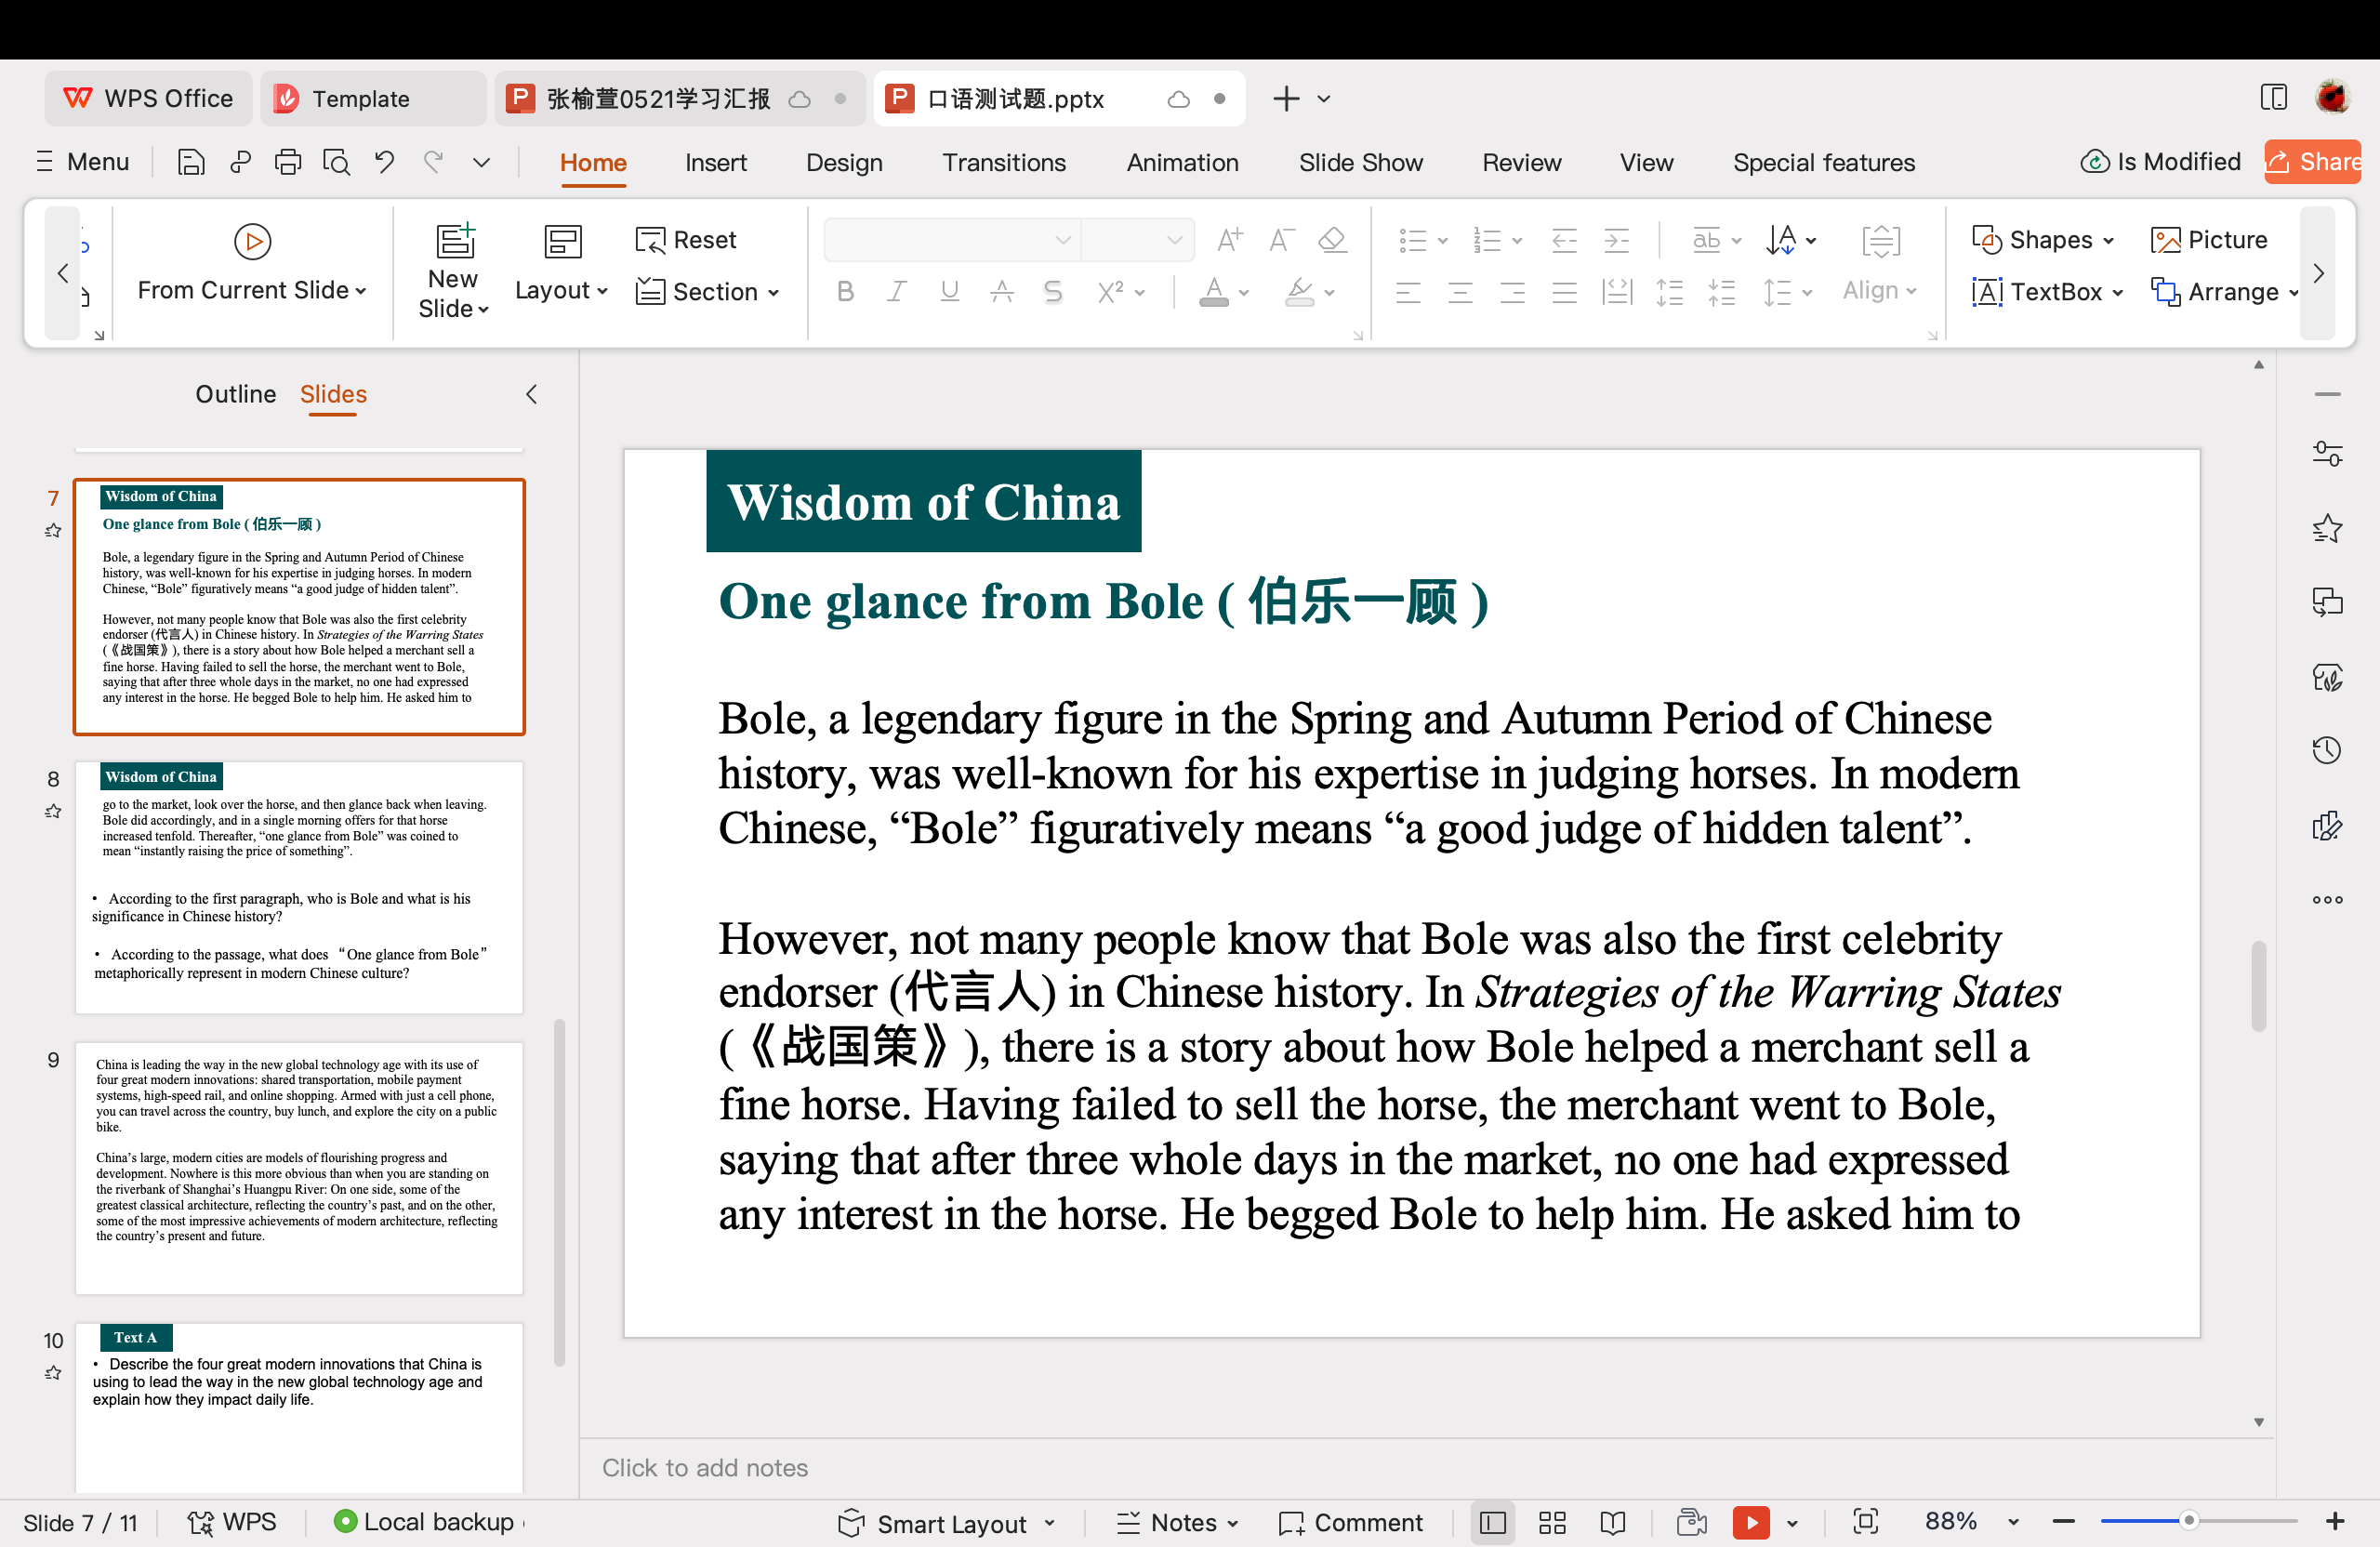 WPS Office
Template
张榆萱0521学习汇报
口语测试题.pptx
Menu
Home
Insert
Design
Transitions
Animation
Slide Show
Review
View
Special features
Is Modified
Share
From Current Slide
New
Slide
Layout
Reset
Section
Align
Shapes
Picture
TextBox
Arrange
Outline
Slides
7
Wisdom of China
One glance from Bole ( 伯乐一顾 )
Bole, a legendary figure in the Spring and Autumn Period of Chinese
history, was well-known for his expertise in judging horses. In modern
Chinese, “Bole” figuratively means “a good judge of hidden talent”.
However, not many people know that Bole was also the first celebrity
endorser (代言人) in Chinese history. In Strategies of the Warring States
(《战国策》), there is a story about how Bole helped a merchant sell a
fine horse. Having failed to sell the horse, the merchant went to Bole,
saying that after three whole days in the market, no one had expressed
any interest in the horse. He begged Bole to help him. He asked him to
8
Wisdom of China
go to the market, look over the horse, and then glance back when leaving.
Bole did accordingly, and in a single morning offers for that horse
increased tenfold. Thereafter, “one glance from Bole” was coined to
mean “instantly raising the price of something”.
• According to the first paragraph, who is Bole and what is his
significance in Chinese history?
• According to the passage, what does “One glance from Bole”
metaphorically represent in modern Chinese culture?
9
China is leading the way in the new global technology age with its use of
four great modern innovations: shared transportation, mobile payment
systems, high-speed rail, and online shopping. Armed with just a cell phone,
you can travel across the country, buy lunch, and explore the city on a public
bike.
China’s large, modern cities are models of flourishing progress and
development. Nowhere is this more obvious than when you are standing on
the riverbank of Shanghai’s Huangpu River: On one side, some of the
greatest classical architecture, reflecting the country’s past, and on the other,
some of the most impressive achievements of modern architecture, reflecting
the country’s present and future.
10
Text A
• Describe the four great modern innovations that China is
using to lead the way in the new global technology age and
explain how they impact daily life.
Wisdom of China
One glance from Bole ( 伯乐一顾 )
Bole, a legendary figure in the Spring and Autumn Period of Chinese
history, was well-known for his expertise in judging horses. In modern
Chinese, “Bole” figuratively means “a good judge of hidden talent”.
However, not many people know that Bole was also the first celebrity
endorser (代言人) in Chinese history. In Strategies of the Warring States
(《战国策》), there is a story about how Bole helped a merchant sell a
fine horse. Having failed to sell the horse, the merchant went to Bole,
saying that after three whole days in the market, no one had expressed
any interest in the horse. He begged Bole to help him. He asked him to
Click to add notes
Slide 7 / 11
WPS
Local backup
Smart Layout
Notes
Comment
88%